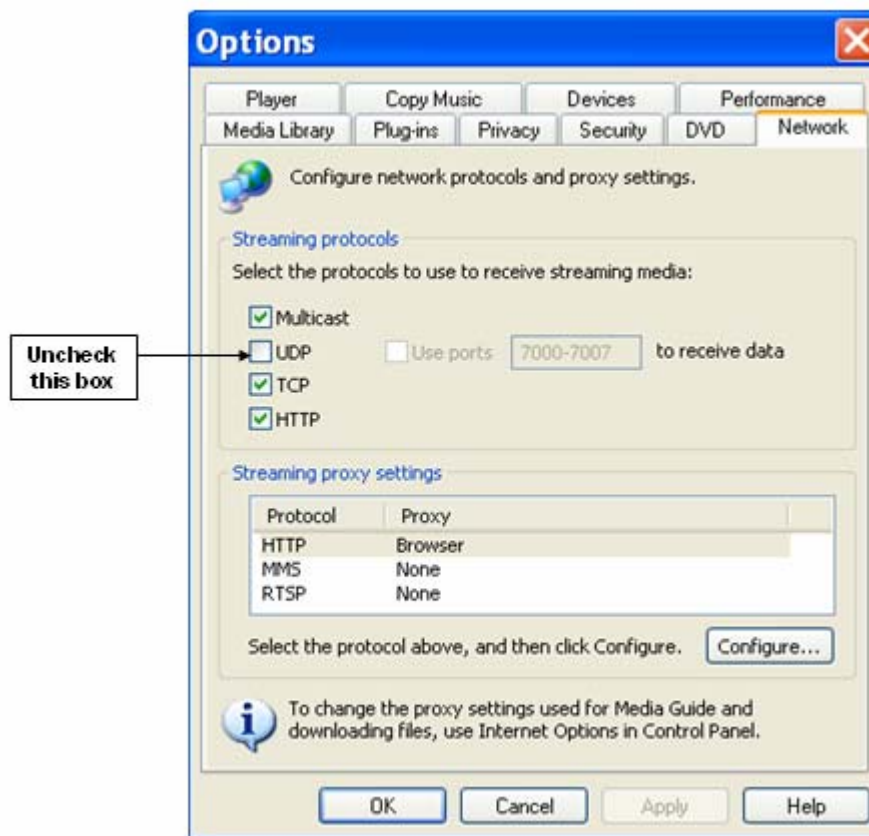 Options
Player Copy Music Devices Performance
Media Library Plug-ins Privacy Security DVD Network
Configure network protocols and proxy settings.
Streaming protocols
Select the protocols to use to receive streaming media:
Multicast
Uncheck
this box
UDP Use ports 7000-7007 to receive data
TCP
HTTP
Streaming proxy settings
Protocol Proxy
HTTP Browser
MMS None
RTSP None
Select the protocol above, and then click Configure. Configure...
To change the proxy settings used for Media Guide and
downloading files, use Internet Options in Control Panel.
OK Cancel Apply Help